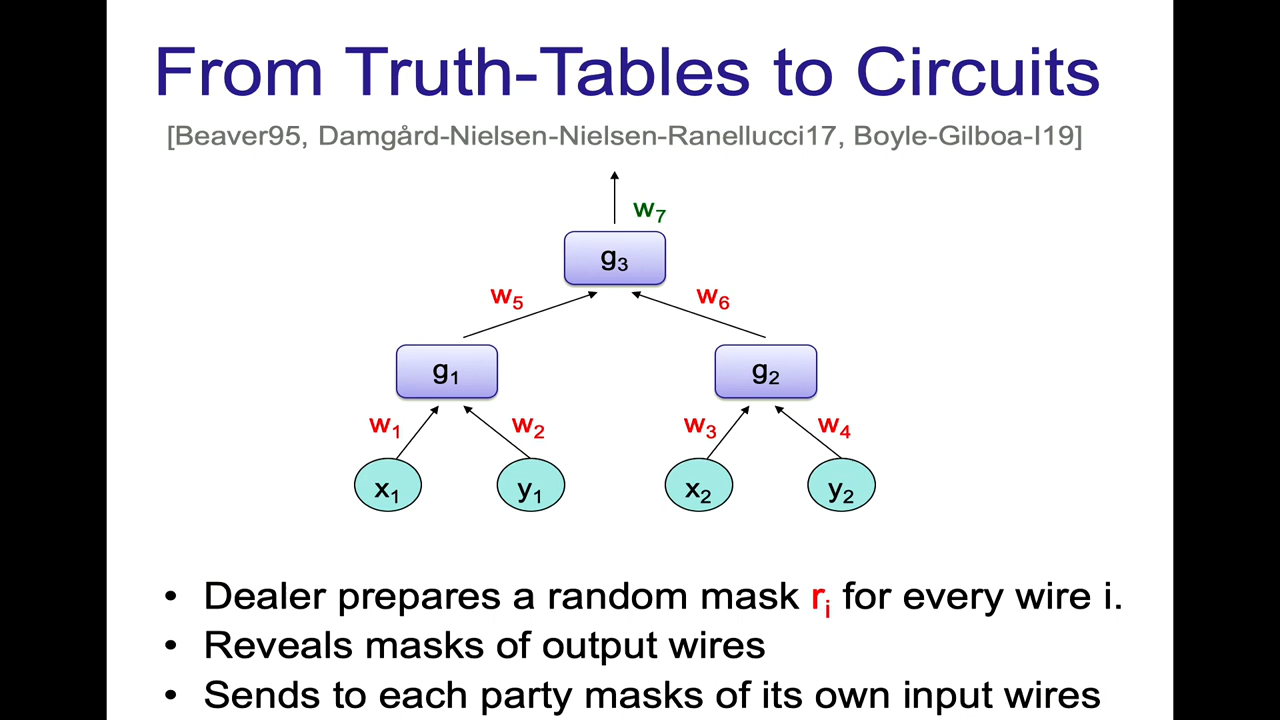 From Truth-Tables to Circuits
[Beaver95, Damgård-Nielsen-Nielsen-Ranellucci17, Boyle-Gilboa-I19]
w₇
g₃
w₅ w₆
g₁ g₂
w₁ w₂ w₃ w₄
x₁ y₁ x₂ y₂
• Dealer prepares a random mask rᵢ for every wire i.
• Reveals masks of output wires
• Sends to each party masks of its own input wires